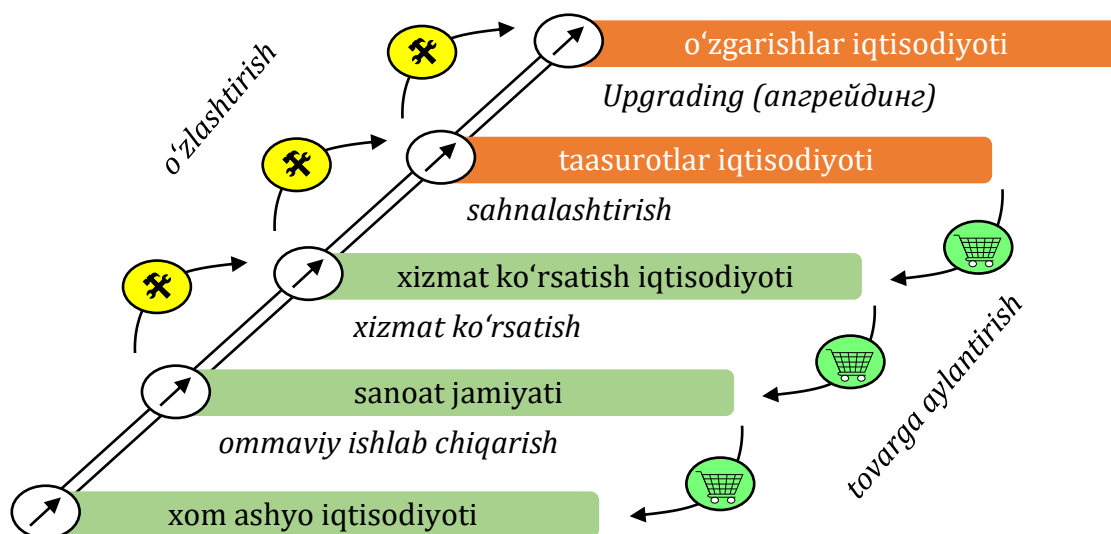 o‘zlashtirish
o‘zgarishlar iqtisodiyoti
Upgrading (апгрейдинг)
taasurotlar iqtisodiyoti
sahnalashtirish
xizmat ko‘rsatish iqtisodiyoti
xizmat ko‘rsatish
sanoat jamiyati
ommaviy ishlab chiqarish
xom ashyo iqtisodiyoti
tovarga aylantirish